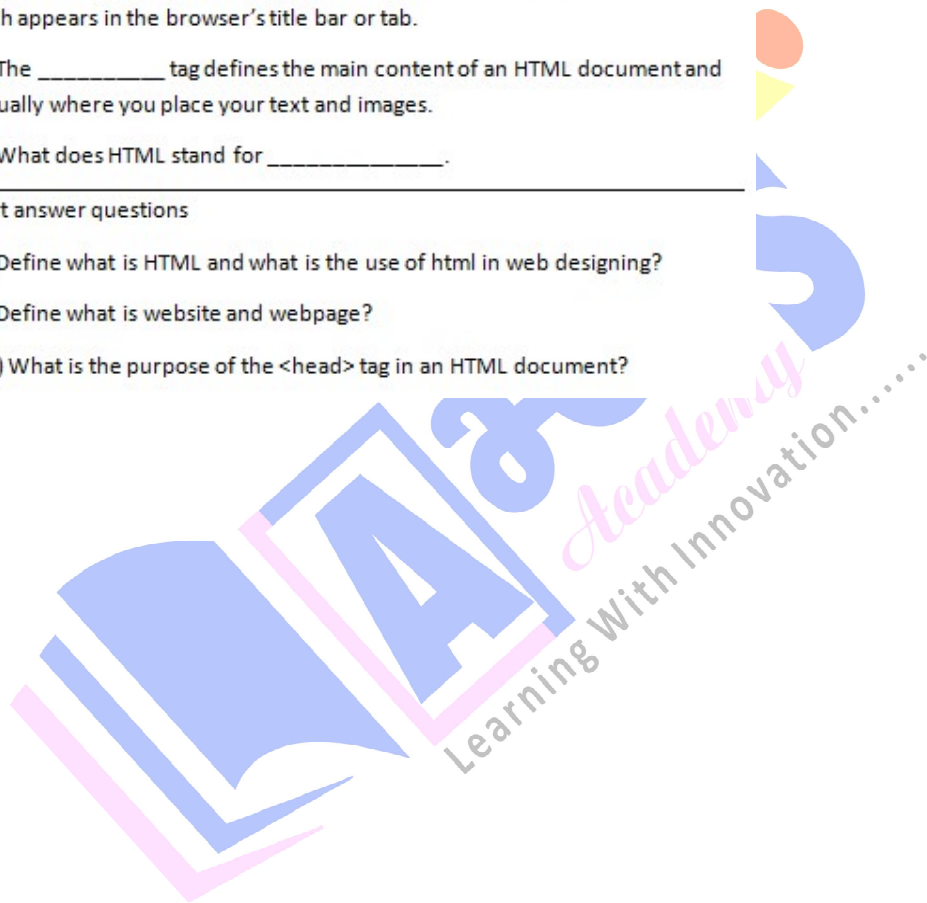 h appears in the browser's title bar or tab.
The __________ tag defines the main content of an HTML document and
ually where you place your text and images.
What does HTML stand for ______________.
t answer questions
Define what is HTML and what is the use of html in web designing?
Define what is website and webpage?
) What is the purpose of the <head> tag in an HTML document?
A
Academy
Learning With Innovation......